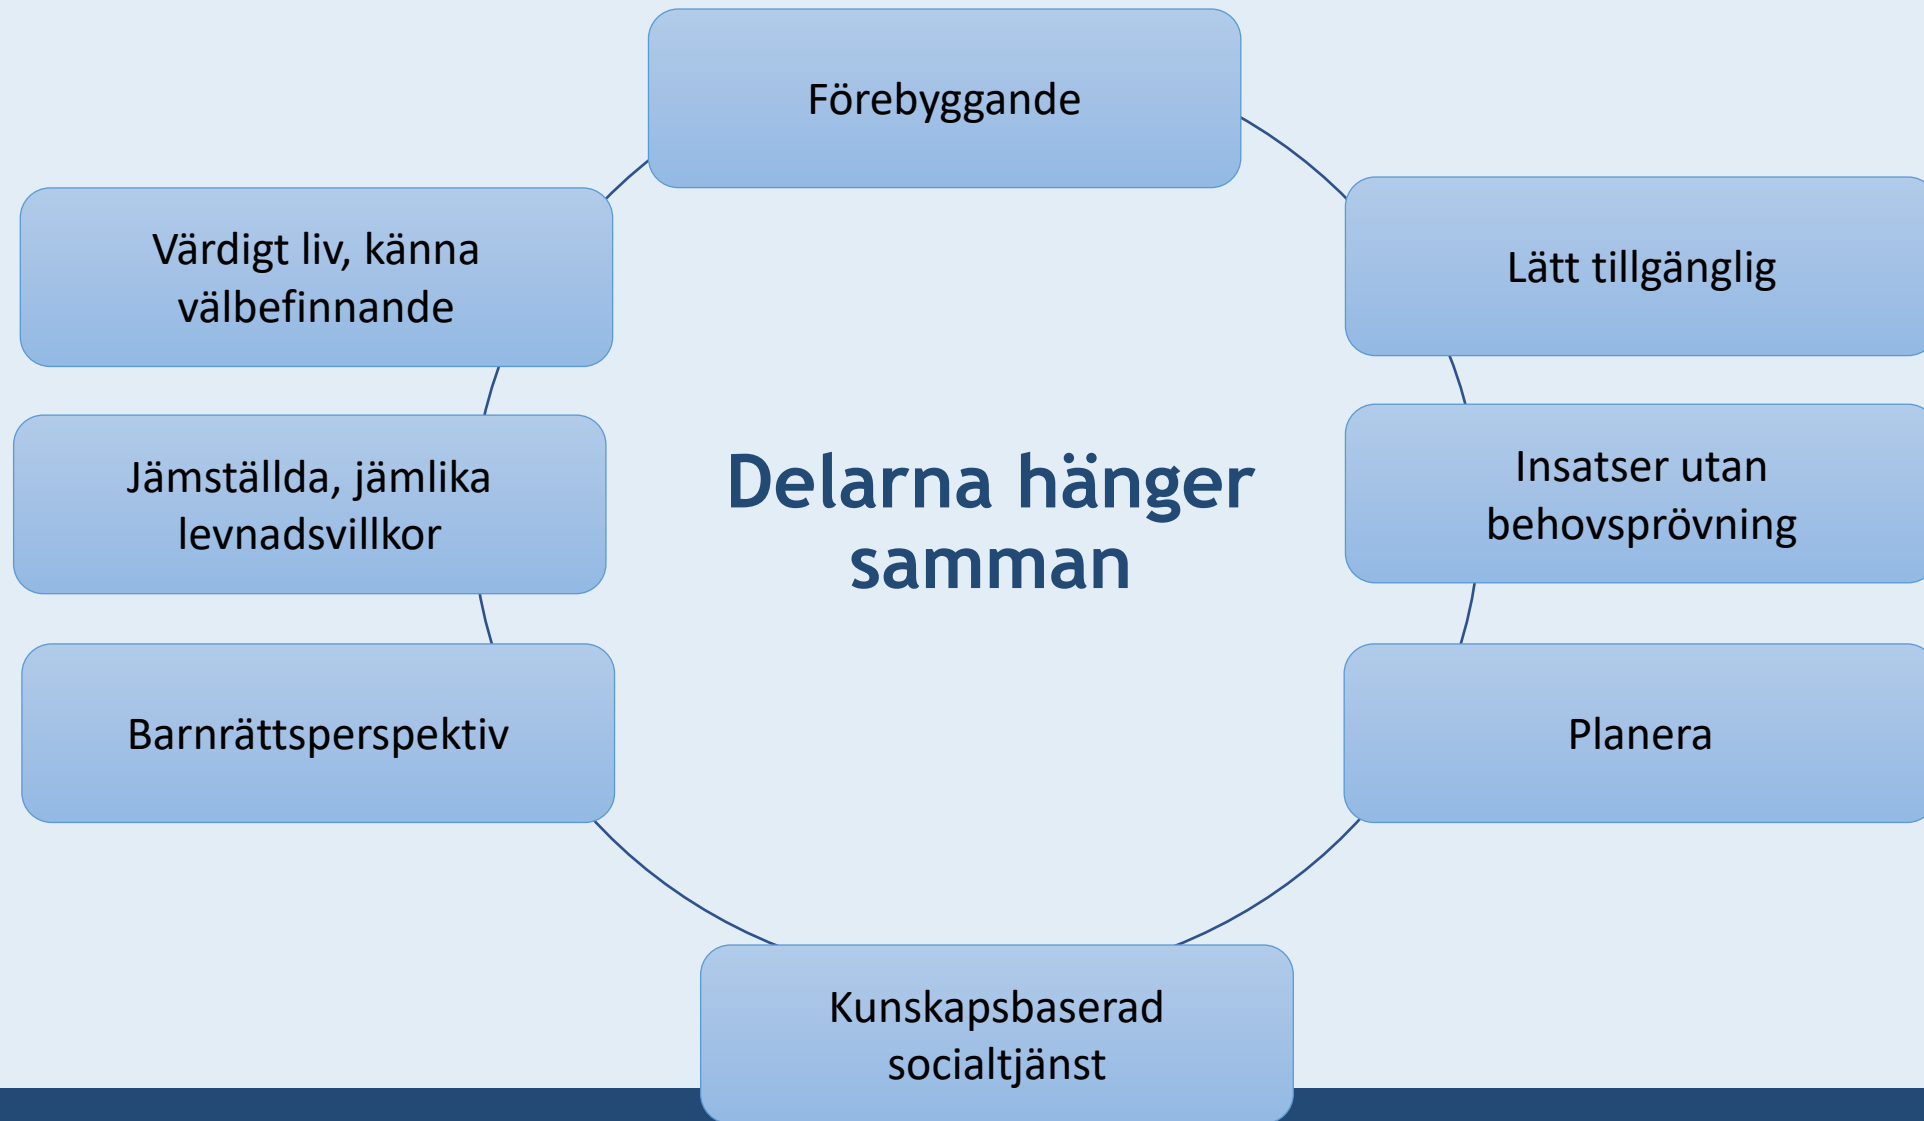 Förebyggande
Värdigt liv, känna
välbefinnande
Lätt tillgänglig
Jämställda, jämlika
levnadsvillkor
Delarna hänger
samman
Insatser utan
behovsprövning
Barnrättsperspektiv
Planera
Kunskapsbaserad
socialtjänst